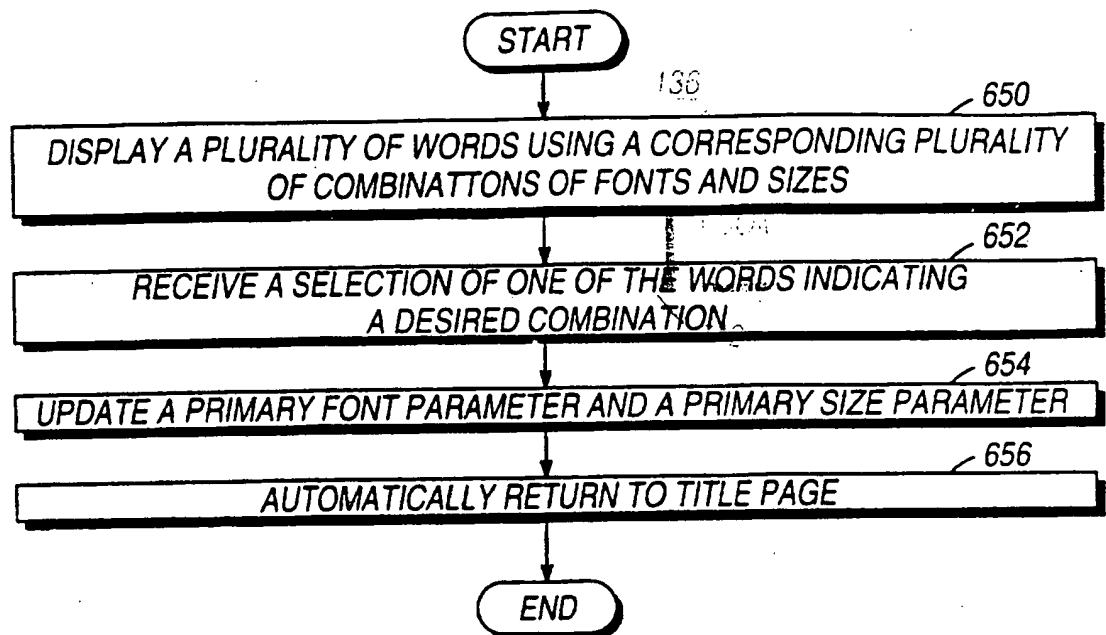 START
136
650
DISPLAY A PLURALITY OF WORDS USING A CORRESPONDING PLURALITY
OF COMBINATTONS OF FONTS AND SIZES
652
RECEIVE A SELECTION OF ONE OF THE WORDS INDICATING
A DESIRED COMBINATION
654
UPDATE A PRIMARY FONT PARAMETER AND A PRIMARY SIZE PARAMETER
656
AUTOMATICALLY RETURN TO TITLE PAGE
END